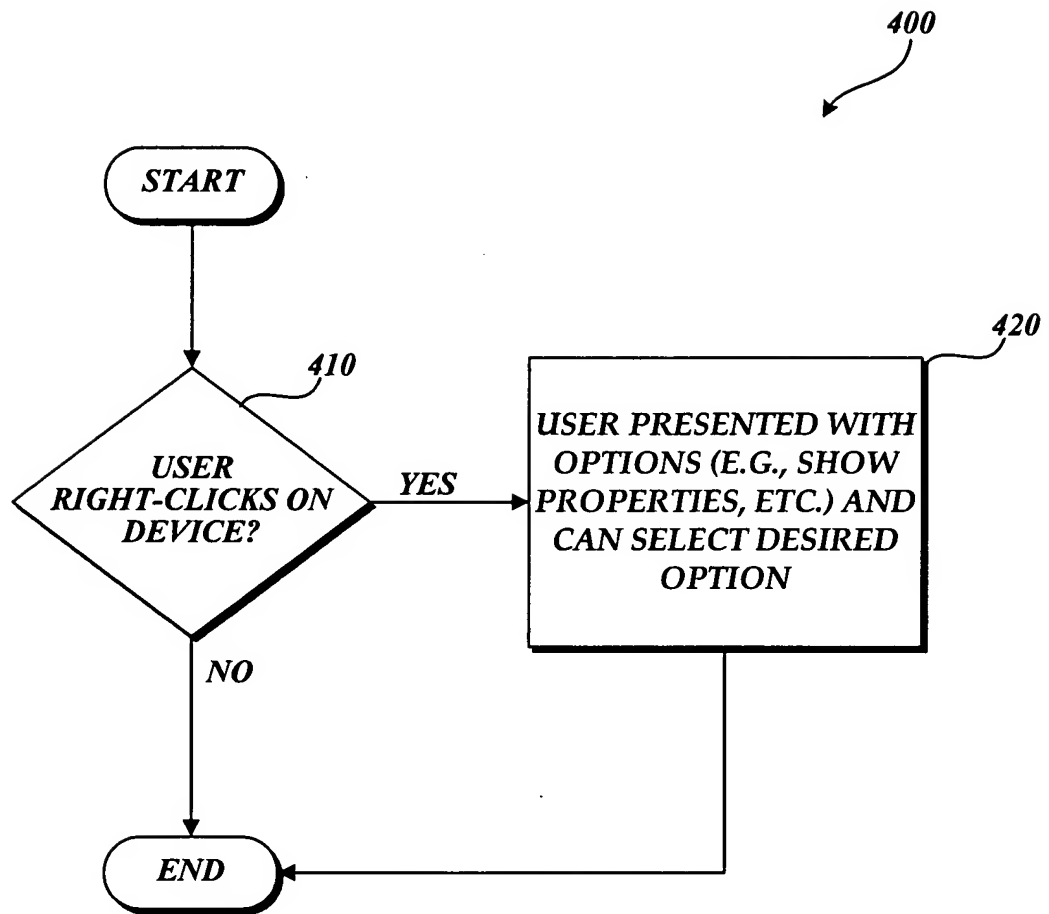 400
START
410
USER
RIGHT-CLICKS ON
DEVICE?
YES
420
USER PRESENTED WITH
OPTIONS (E.G., SHOW
PROPERTIES, ETC.) AND
CAN SELECT DESIRED
OPTION
NO
END